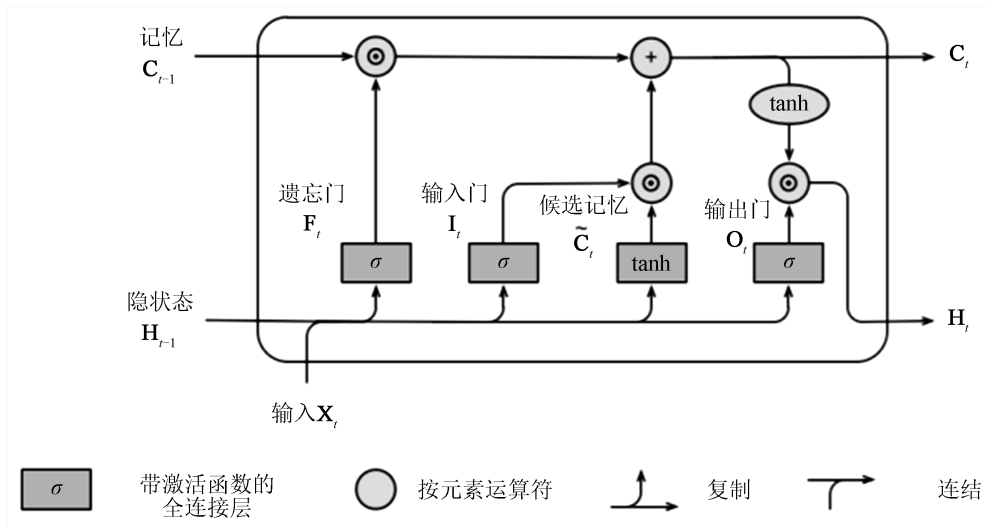 记忆
C_{t-1}
⊙
+
C_t
tanh
遗忘门
F_t
输入门
I_t
⊙
候选记忆
C̃_t
输出门
O_t
⊙
σ
σ
tanh
σ
隐状态
H_{t-1}
H_t
输入X_t
σ
带激活函数的
全连接层
按元素运算符
复制
连结